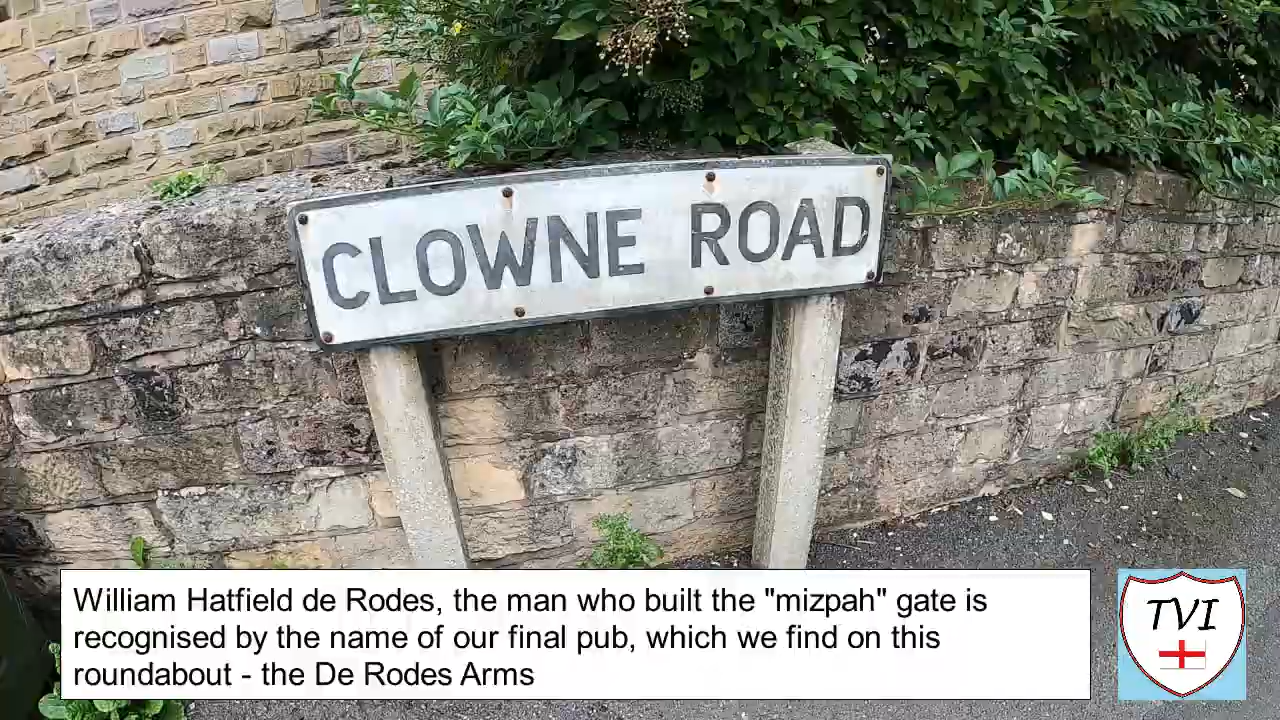 CLOWNE ROAD
William Hatfield de Rodes, the man who built the "mizpah" gate is
recognised by the name of our final pub, which we find on this
roundabout - the De Rodes Arms
TVI